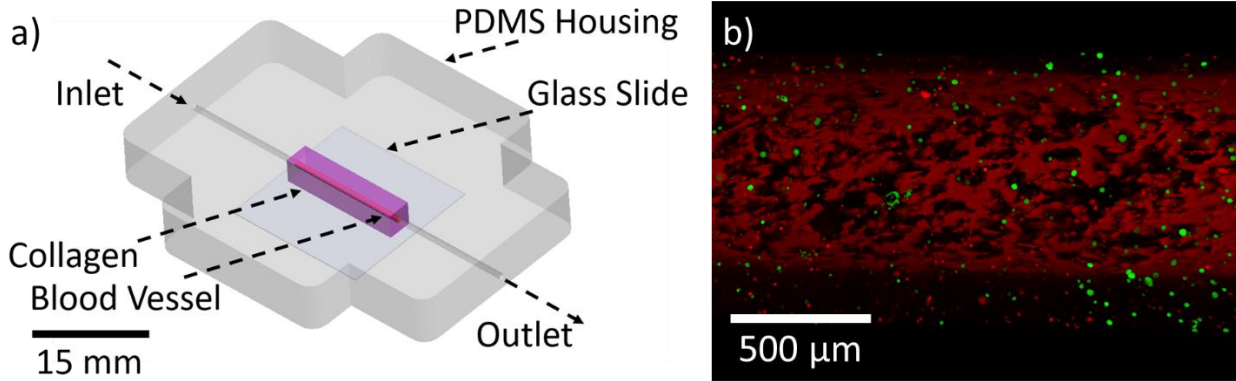 a)
PDMS Housing
Inlet
Glass Slide
Collagen
Blood Vessel
Outlet
15 mm
b)
500 µm